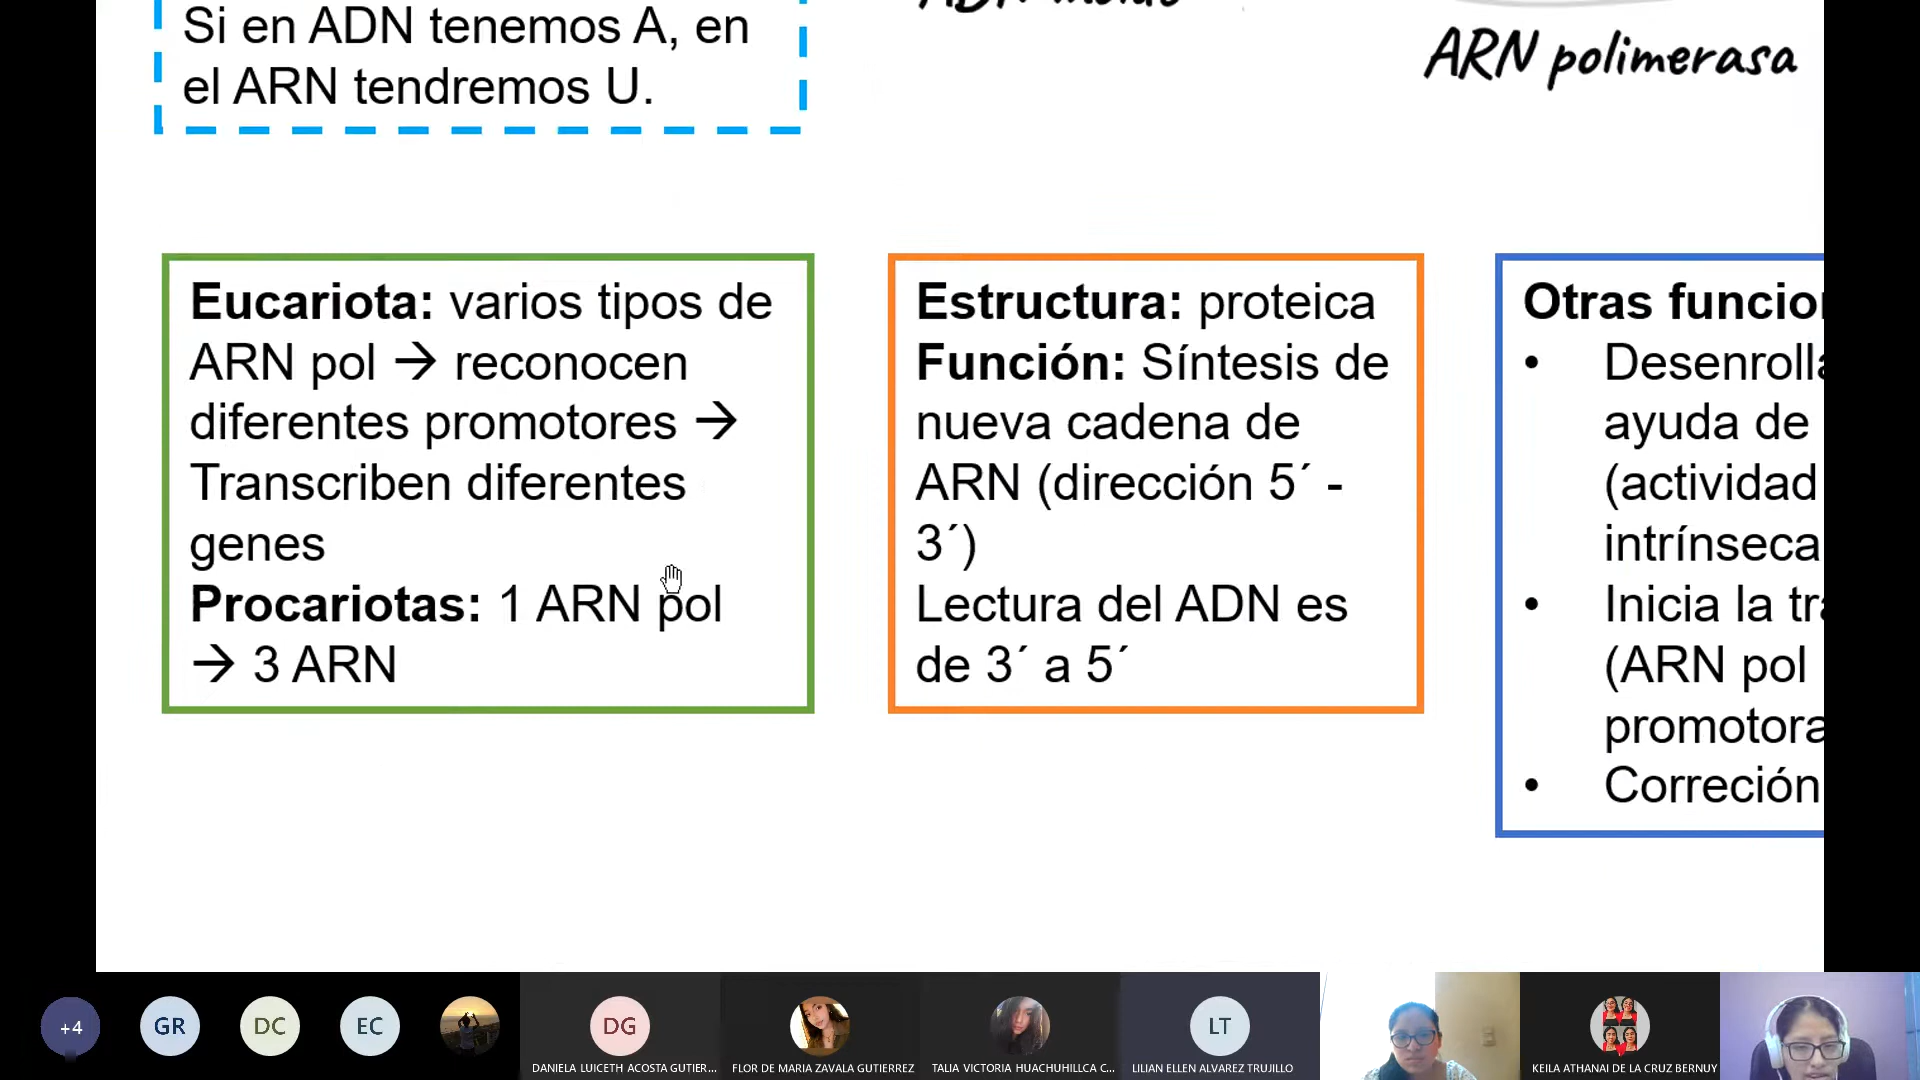 Si en ADN tenemos A, en
el ARN tendremos U.
ARN polimerasa
Eucariota: varios tipos de
ARN pol → reconocen
diferentes promotores →
Transcriben diferentes
genes
Procariotas: 1 ARN pol
→ 3 ARN
Estructura: proteica
Función: Síntesis de
nueva cadena de
ARN (dirección 5´ -
3´)
Lectura del ADN es
de 3´ a 5´
Otras funcio
• Desenroll
ayuda de
(actividad
intrínseca
• Inicia la tr
(ARN pol
promotora
• Correción
+4
GR
DC
EC
DG
LT
DANIELA LUICETH ACOSTA GUTIER...
FLOR DE MARIA ZAVALA GUTIERREZ
TALIA VICTORIA HUACHUHILLCA C...
LILIAN ELLEN ALVAREZ TRUJILLO
KEILA ATHANAI DE LA CRUZ BERNUY